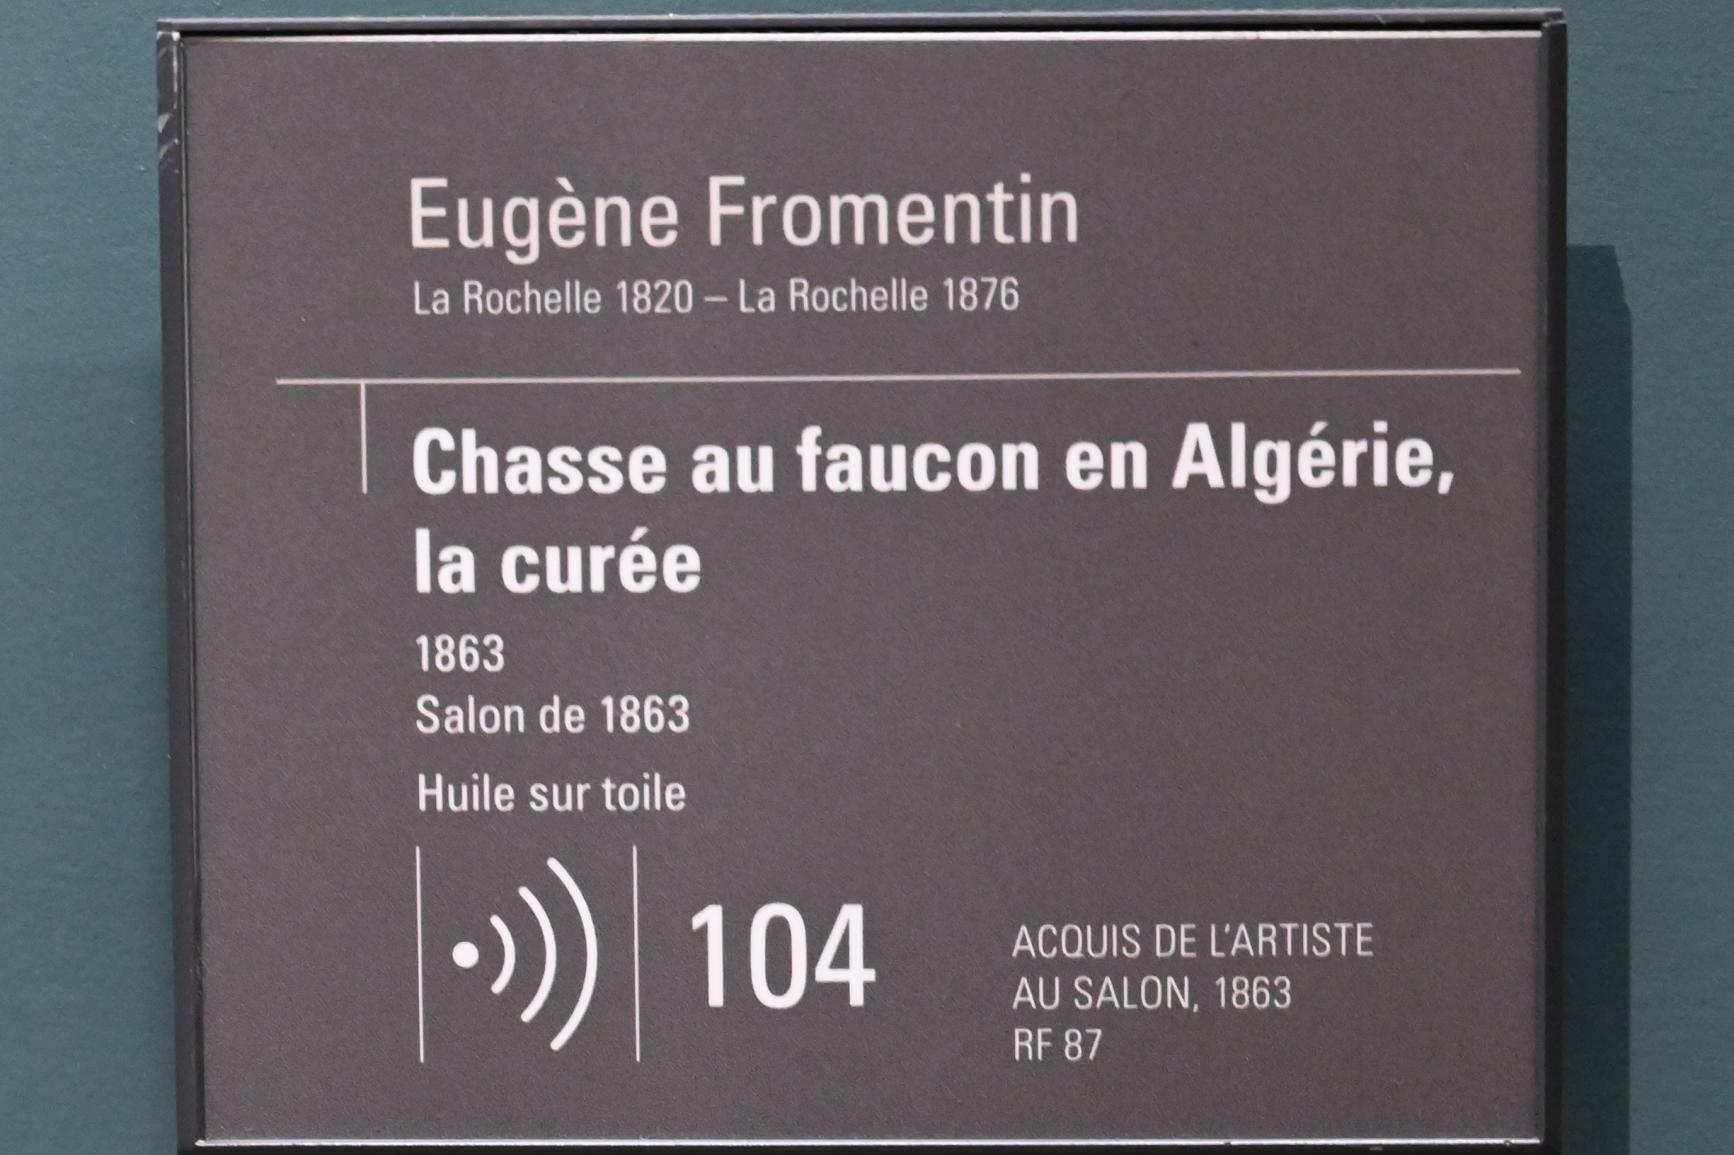 Eugène Fromentin
La Rochelle 1820 – La Rochelle 1876
Chasse au faucon en Algérie,
la curée
1863
Salon de 1863
Huile sur toile
104
ACQUIS DE L'ARTISTE
AU SALON, 1863
RF 87